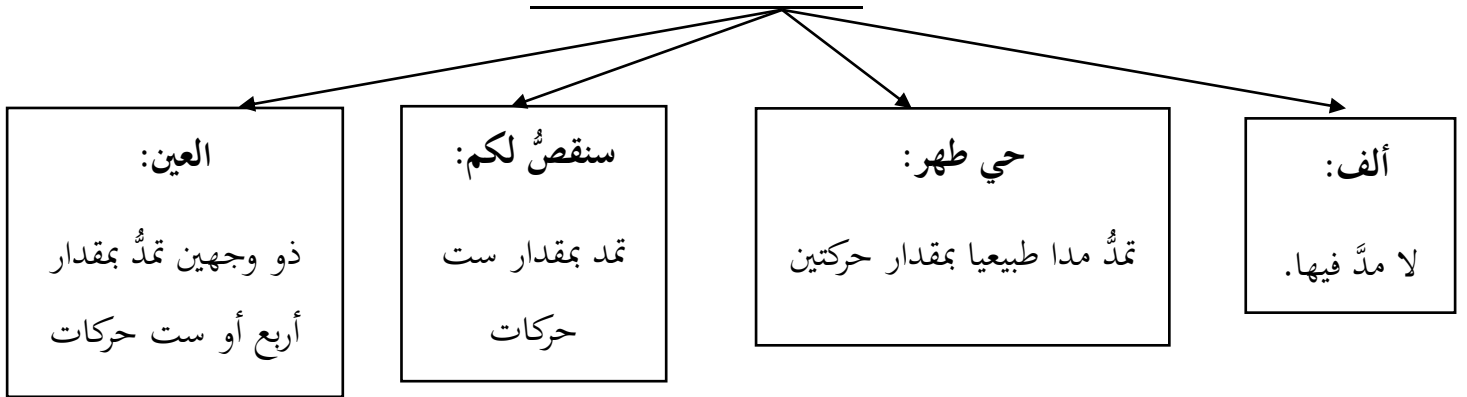 ألف:
لا مدَّ فيها.
حي طهر:
تمدُّ مدا طبيعيا بمقدار حركتين
سنقصُّ لكم:
تمد بمقدار ست
حركات
العين:
ذو وجهين تمدُّ بمقدار
أربع أو ست حركات